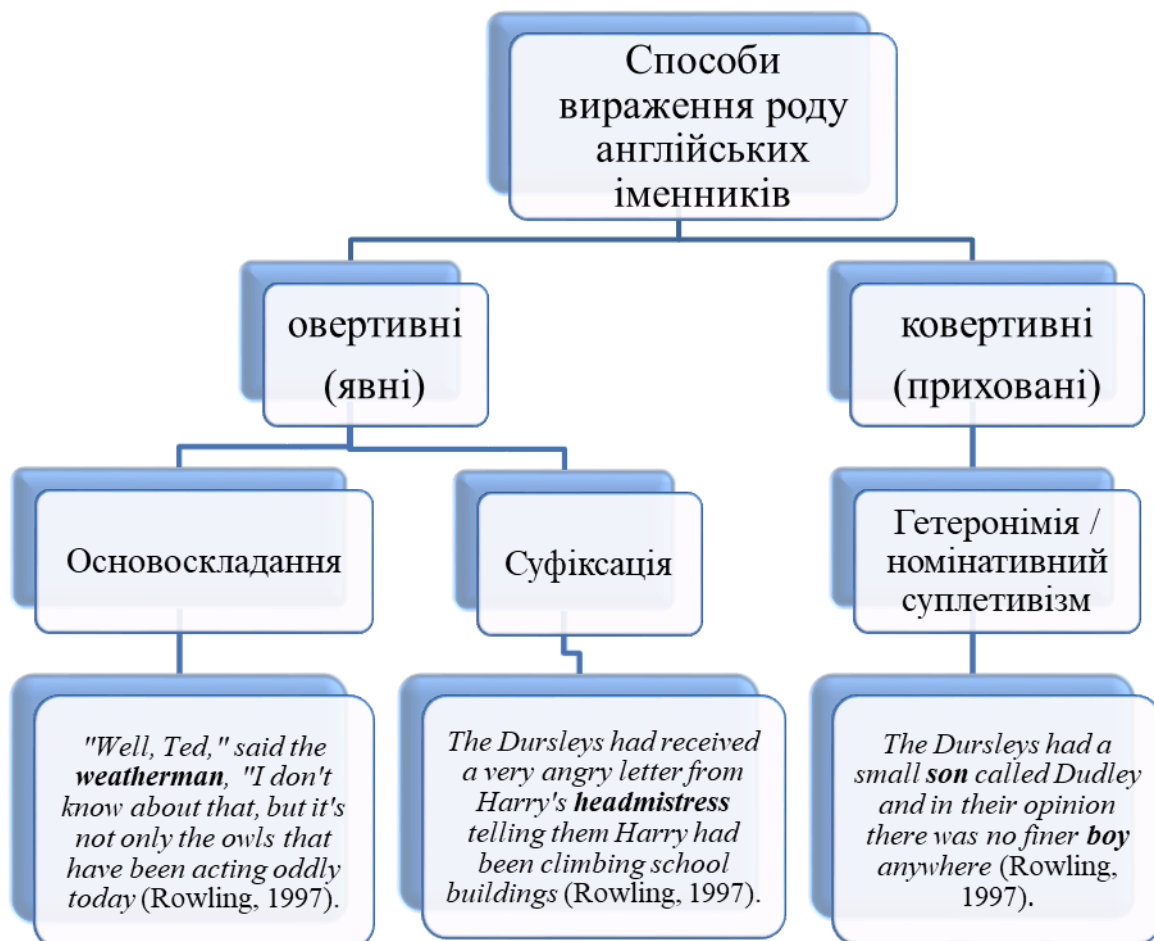 Способи
вираження роду
англійських
іменників
овертивні
(явні)
ковертивні
(приховані)
Основоскладання
Суфіксація
Гетеронімія /
номінативний
суплетивізм
"Well, Ted," said the
weatherman, "I don't
know about that, but it's
not only the owls that
have been acting oddly
today (Rowling, 1997).
The Dursleys had received
a very angry letter from
Harry's headmistress
telling them Harry had
been climbing school
buildings (Rowling, 1997).
The Dursleys had a
small son called Dudley
and in their opinion
there was no finer boy
anywhere (Rowling,
1997).